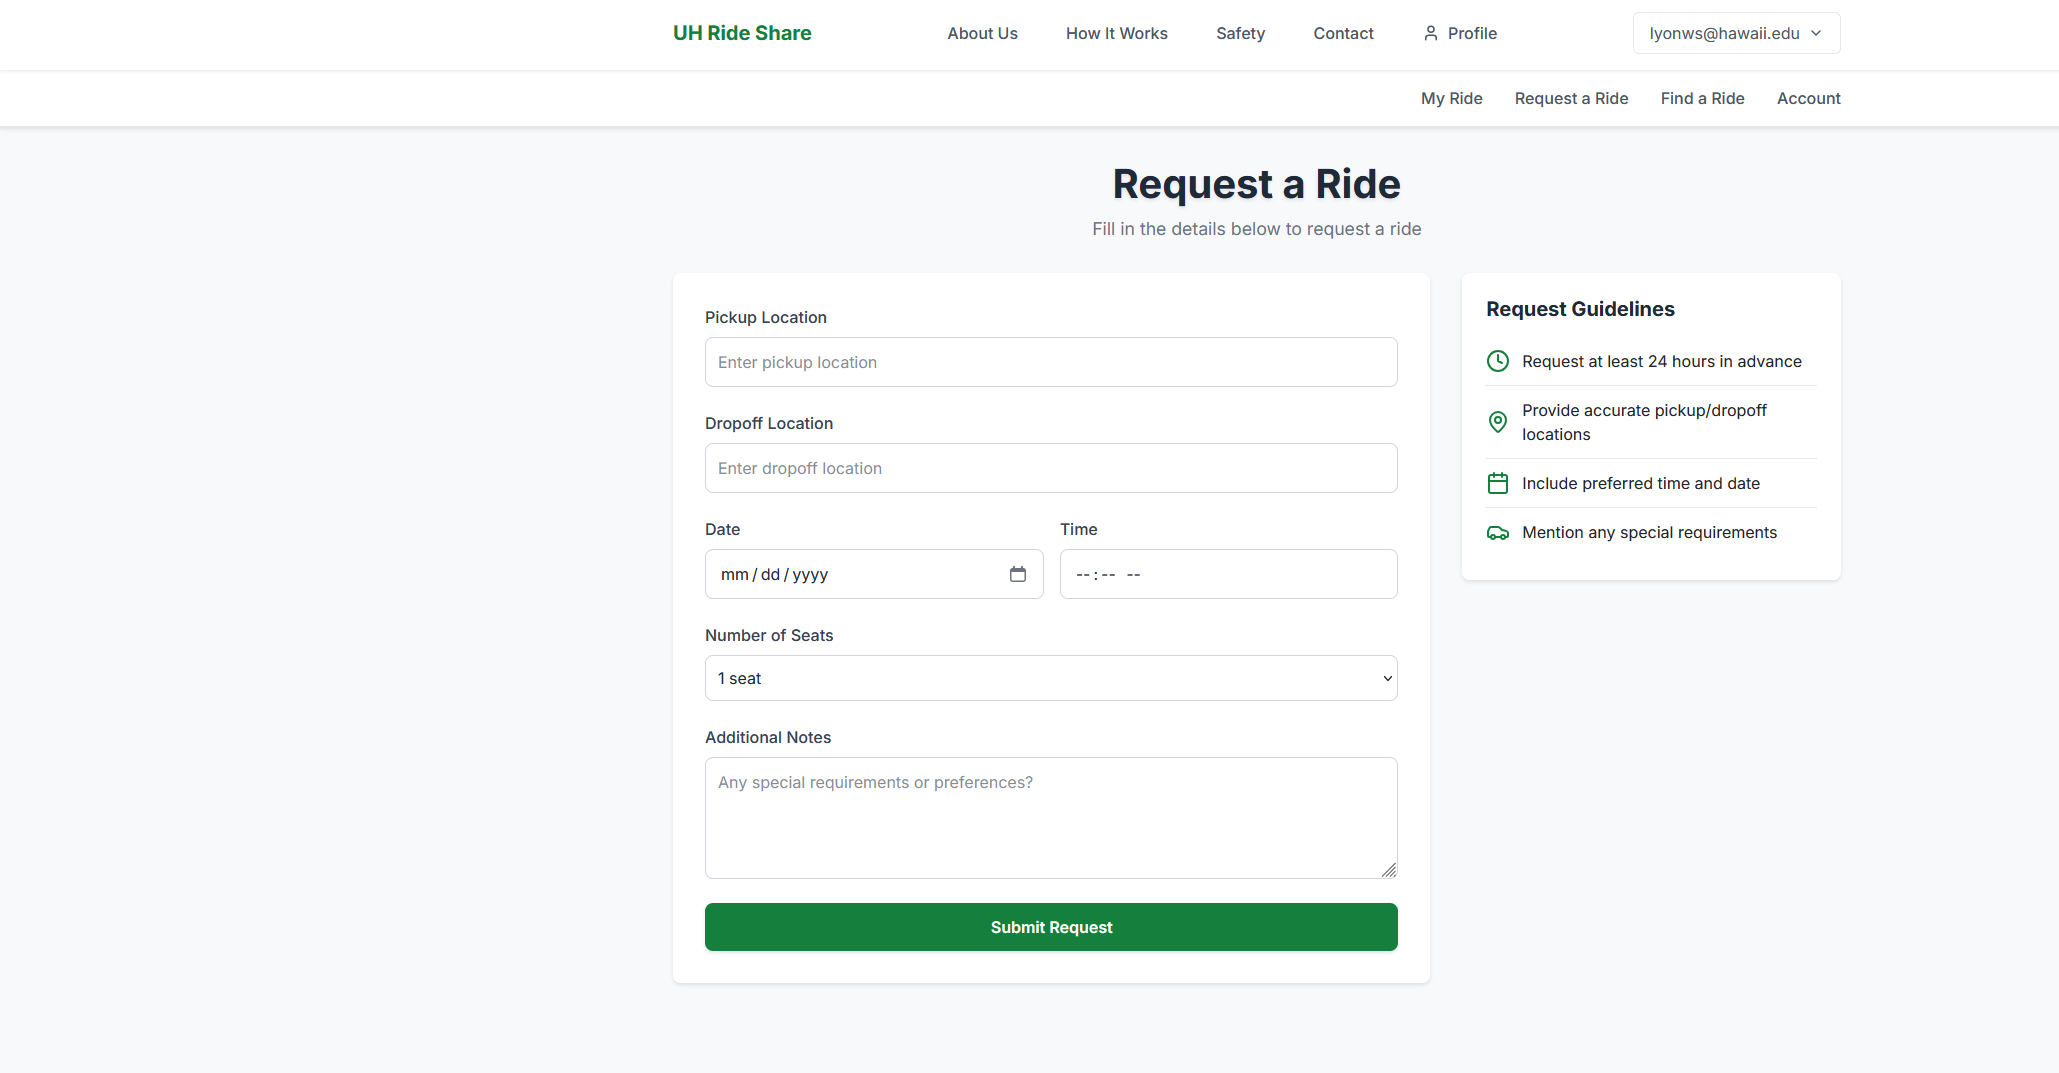 UH Ride Share
About Us
How It Works
Safety
Contact
Profile
lyonws@hawaii.edu
My Ride
Request a Ride
Find a Ride
Account
Request a Ride
Fill in the details below to request a ride
Pickup Location
Enter pickup location
Dropoff Location
Enter dropoff location
Date
Time
mm/dd/yyyy
--:-- --
Number of Seats
1 seat
Additional Notes
Any special requirements or preferences?
Submit Request
Request Guidelines
Request at least 24 hours in advance
Provide accurate pickup/dropoff
locations
Include preferred time and date
Mention any special requirements